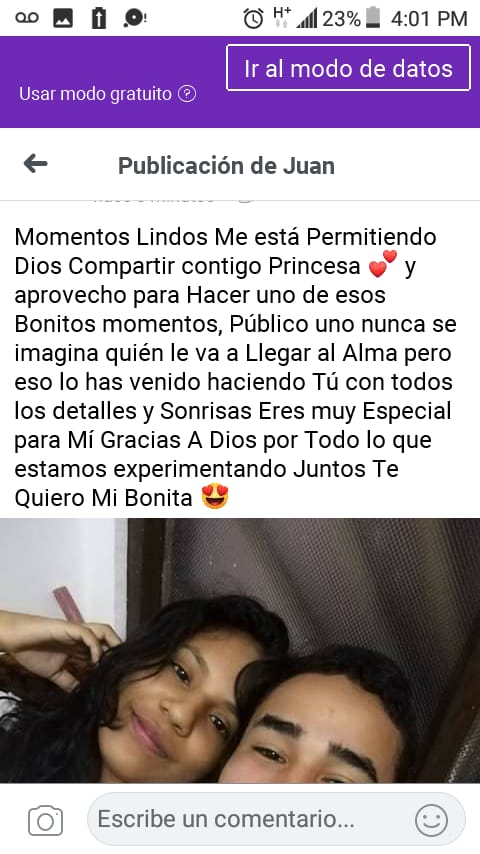 23% 4:01 PM
Ir al modo de datos
Usar modo gratuito
Publicación de Juan
Momentos Lindos Me está Permitiendo
Dios Compartir contigo Princesa 💕 y
aprovecho para Hacer uno de esos
Bonitos momentos, Público uno nunca se
imagina quién le va a Llegar al Alma pero
eso lo has venido haciendo Tú con todos
los detalles y Sonrisas Eres muy Especial
para Mí Gracias A Dios por Todo lo que
estamos experimentando Juntos Te
Quiero Mi Bonita 😍
Escribe un comentario...